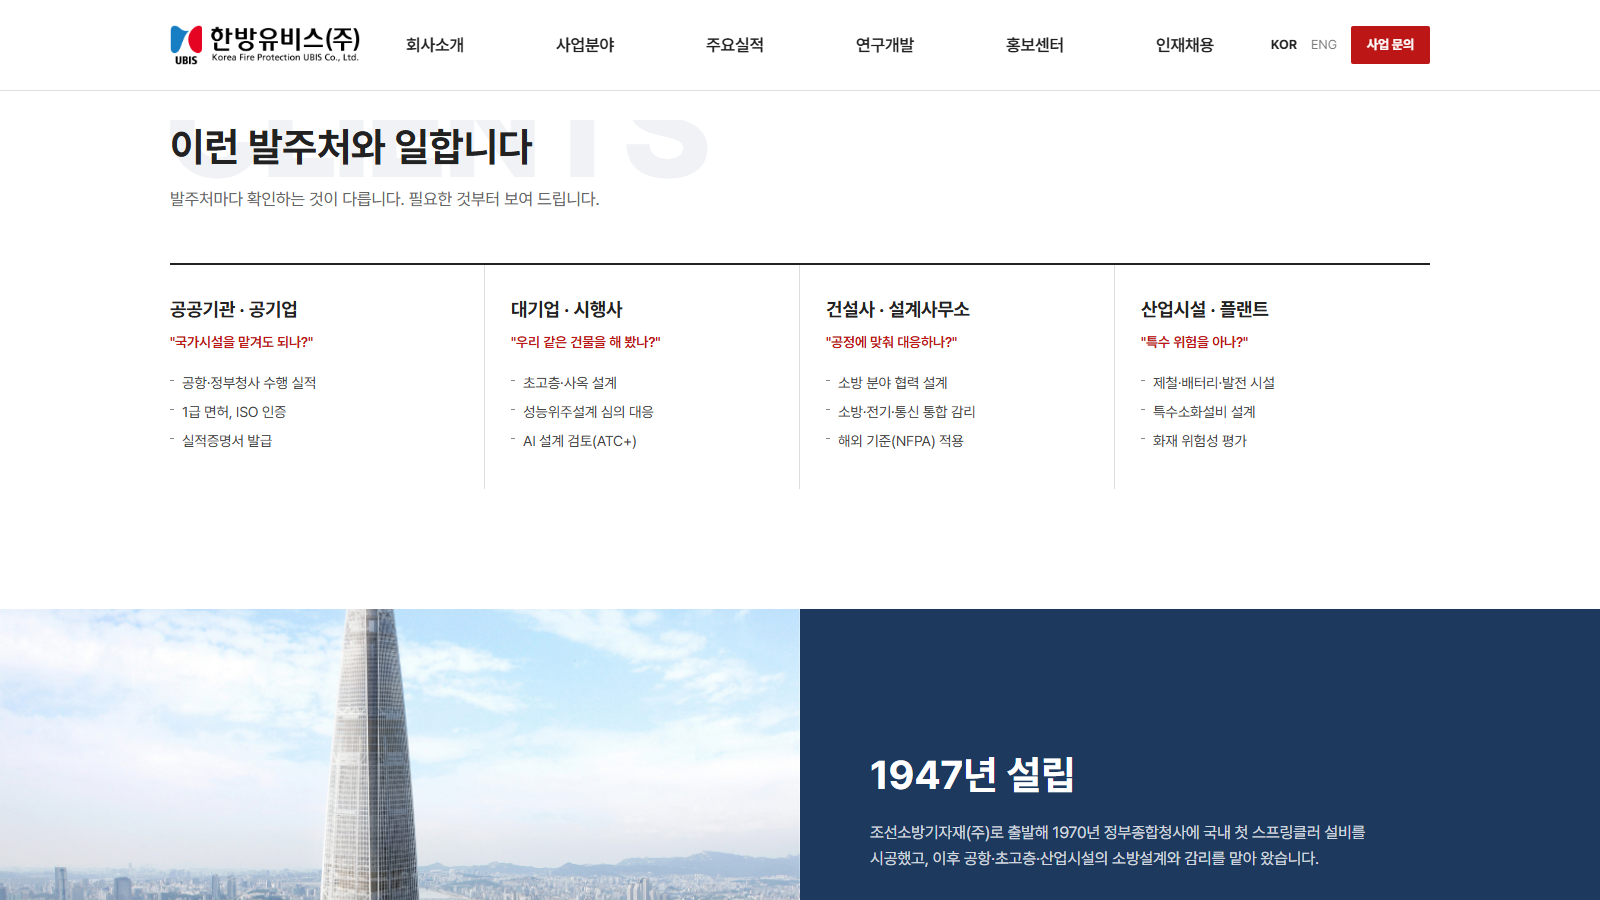 한방유비스(주)
Korea Fire Protection UBIS Co., Ltd.
UBIS
회사소개
사업분야
주요실적
연구개발
홍보센터
인재채용
KOR
ENG
사업 문의
CLIENTS
이런 발주처와 일합니다
발주처마다 확인하는 것이 다릅니다. 필요한 것부터 보여 드립니다.
공공기관 · 공기업
"국가시설을 맡겨도 되나?"
- 공항·정부청사 수행 실적
- 1급 면허, ISO 인증
- 실적증명서 발급
대기업 · 시행사
"우리 같은 건물을 해 봤나?"
- 초고층·사옥 설계
- 성능위주설계 심의 대응
- AI 설계 검토(ATC+)
건설사 · 설계사무소
"공정에 맞춰 대응하나?"
- 소방 분야 협력 설계
- 소방·전기·통신 통합 감리
- 해외 기준(NFPA) 적용
산업시설 · 플랜트
"특수 위험을 아나?"
- 제철·배터리·발전 시설
- 특수소화설비 설계
- 화재 위험성 평가
1947년 설립
조선소방기자재(주)로 출발해 1970년 정부종합청사에 국내 첫 스프링클러 설비를
시공했고, 이후 공항·초고층·산업시설의 소방설계와 감리를 맡아 왔습니다.